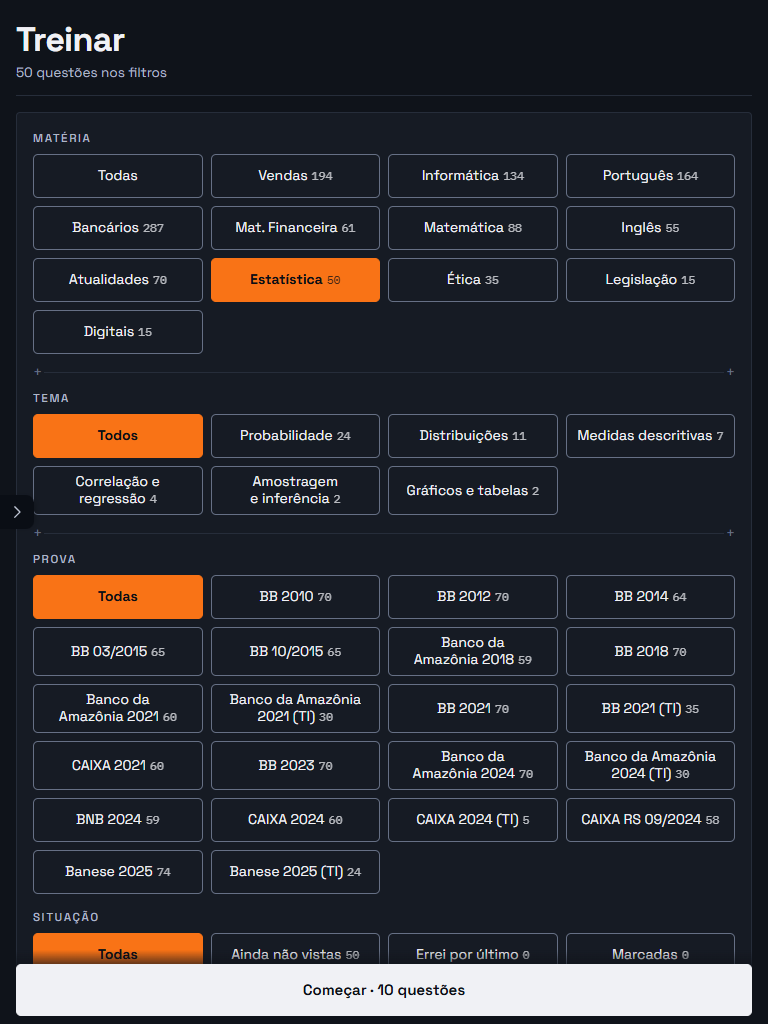 Treinar
50 questões nos filtros
MATÉRIA
Todas
Vendas 194
Informática 134
Português 164
Bancários 287
Mat. Financeira 61
Matemática 88
Inglês 55
Atualidades 70
Estatística 50
Ética 35
Legislação 15
Digitais 15
TEMA
Todos
Probabilidade 24
Distribuições 11
Medidas descritivas 7
Correlação e
regressão 4
Amostragem
e inferência 2
Gráficos e tabelas 2
PROVA
Todas
BB 2010 70
BB 2012 70
BB 2014 64
BB 03/2015 65
BB 10/2015 65
Banco da
Amazônia 2018 59
BB 2018 70
Banco da
Amazônia 2021 60
Banco da Amazônia
2021 (TI) 30
BB 2021 70
BB 2021 (TI) 35
CAIXA 2021 60
BB 2023 70
Banco da
Amazônia 2024 70
Banco da Amazônia
2024 (TI) 30
BNB 2024 59
CAIXA 2024 60
CAIXA 2024 (TI) 5
CAIXA RS 09/2024 58
Banese 2025 74
Banese 2025 (TI) 24
SITUAÇÃO
Todas
Ainda não vistas 50
Errei por último 0
Marcadas 0
Começar · 10 questões